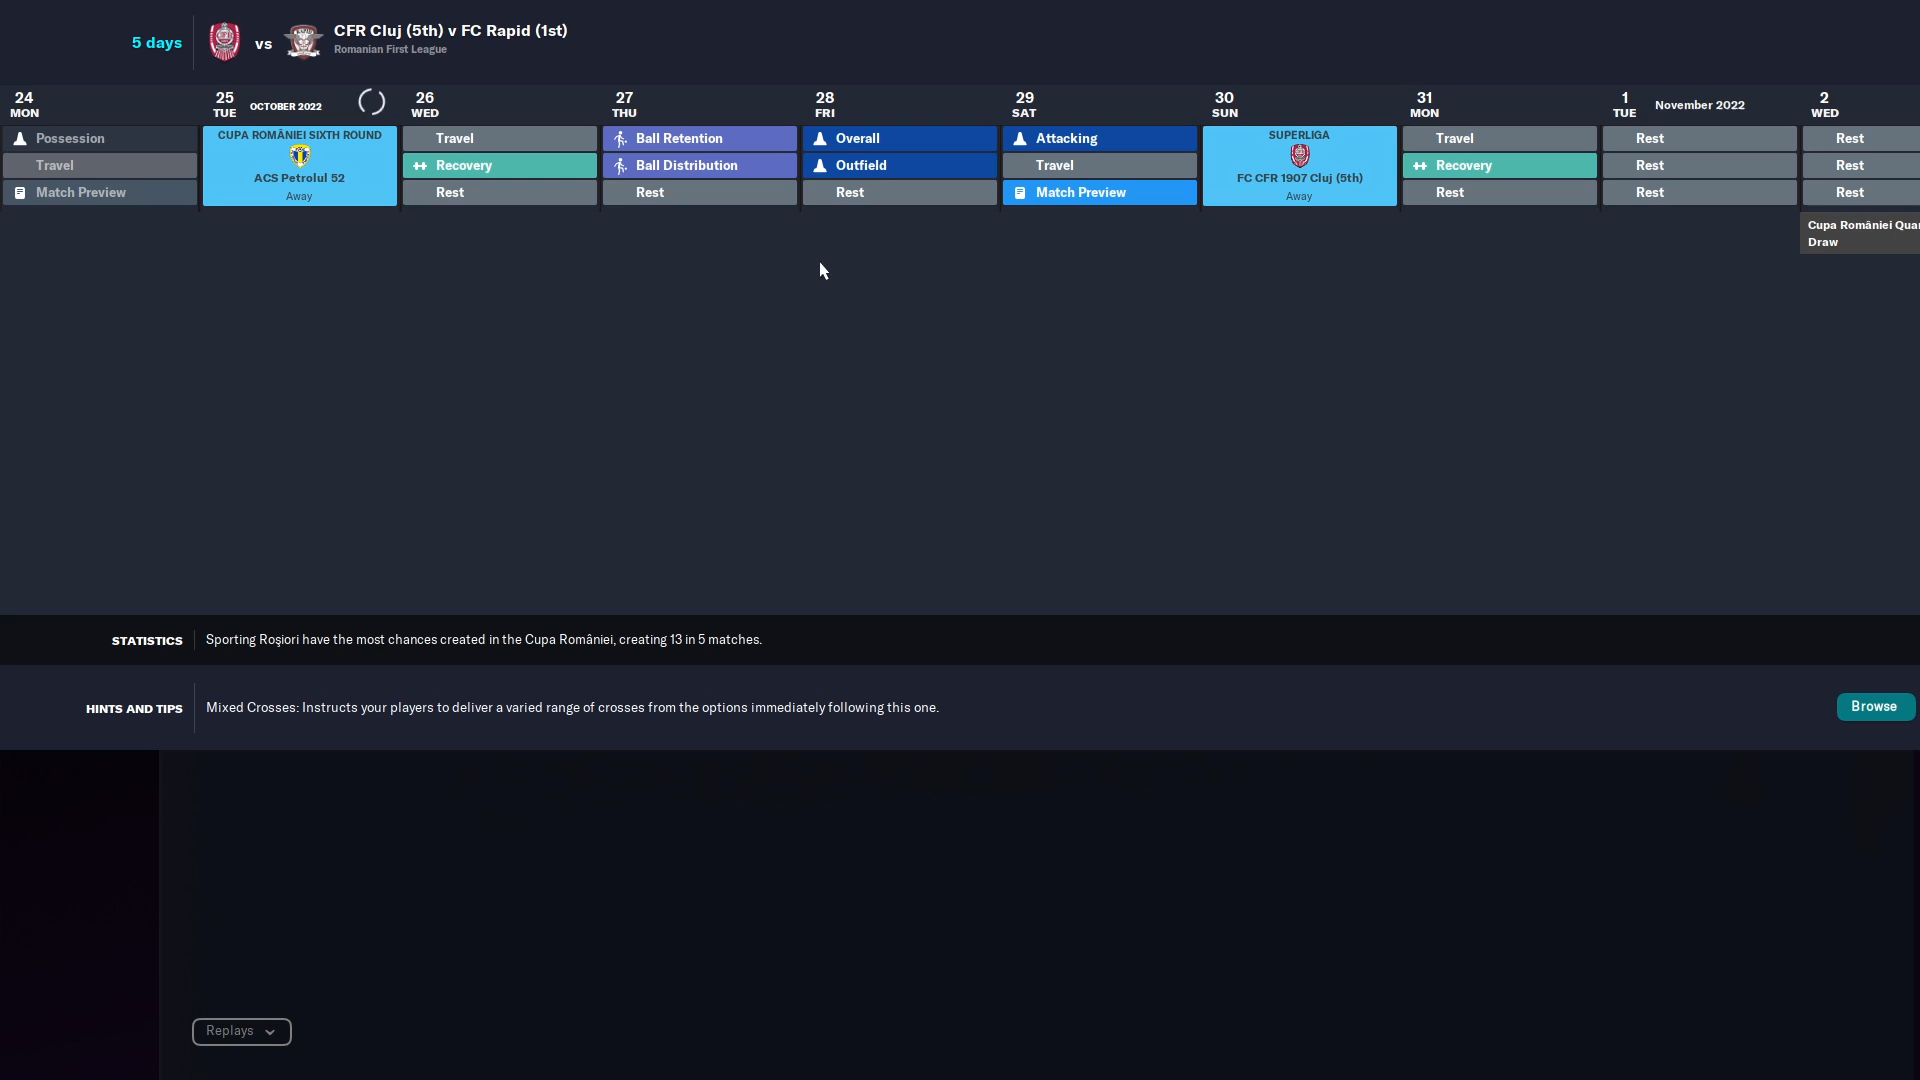 5 days
vs
CFR Cluj (5th) v FC Rapid (1st)
Romanian First League
24
MON
25
TUE
OCTOBER 2022
26
WED
27
THU
28
FRI
29
SAT
30
SUN
31
MON
1
TUE
November 2022
2
WED
Possession
Travel
Match Preview
CUPA ROMÂNIEI SIXTH ROUND
ACS Petrolul 52
Away
Travel
Recovery
Rest
Ball Retention
Ball Distribution
Rest
Overall
Outfield
Rest
Attacking
Travel
Match Preview
SUPERLIGA
FC CFR 1907 Cluj (5th)
Away
Travel
Recovery
Rest
Rest
Rest
Rest
Rest
Rest
Rest
Cupa României Quar
Draw
STATISTICS
Sporting Roşiori have the most chances created in the Cupa României, creating 13 in 5 matches.
HINTS AND TIPS
Mixed Crosses: Instructs your players to deliver a varied range of crosses from the options immediately following this one.
Browse
Replays